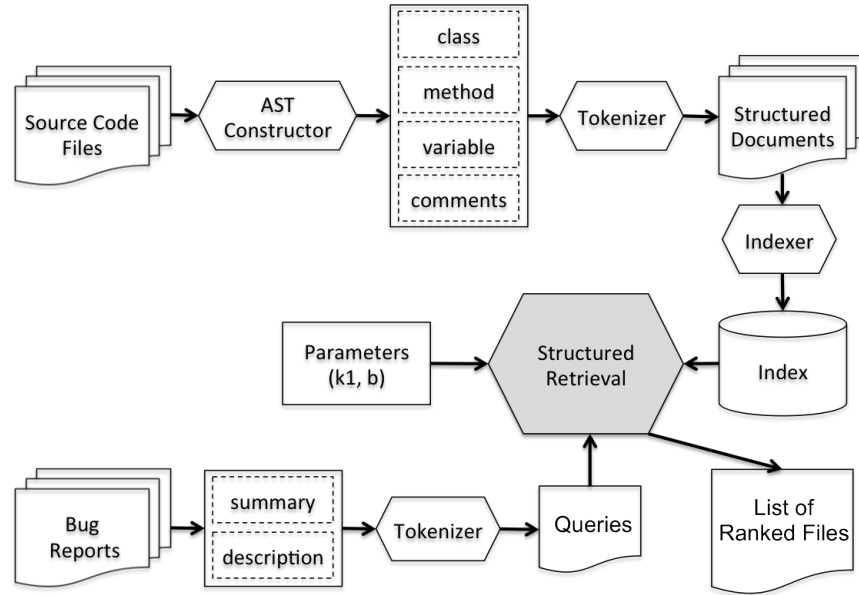 Source Code
Files
AST
Constructor
class
method
variable
comments
Tokenizer
Structured
Documents
Indexer
Index
Parameters
(k1, b)
Structured
Retrieval
Bug
Reports
summary
description
Tokenizer
Queries
List of
Ranked Files